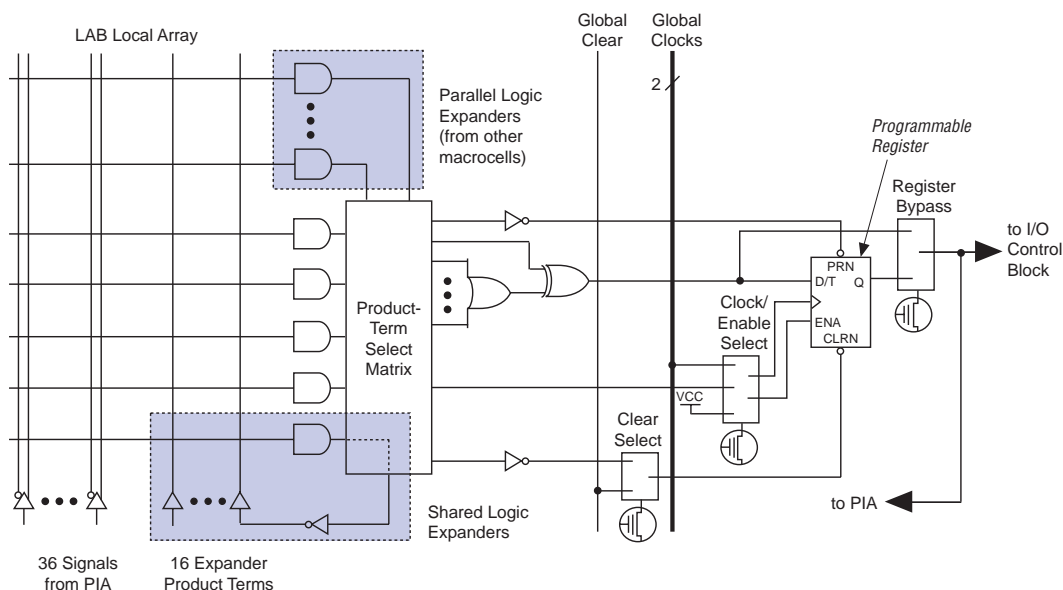 LAB Local Array
Global
Clear
Global
Clocks
2
Parallel Logic
Expanders
(from other
macrocells)
Programmable
Register
Register
Bypass
to I/O
Control
Block
PRN
D/T
Q
ENA
CLRN
Product-
Term
Select
Matrix
Clock/
Enable
Select
VCC
Clear
Select
Shared Logic
Expanders
to PIA
36 Signals
from PIA
16 Expander
Product Terms